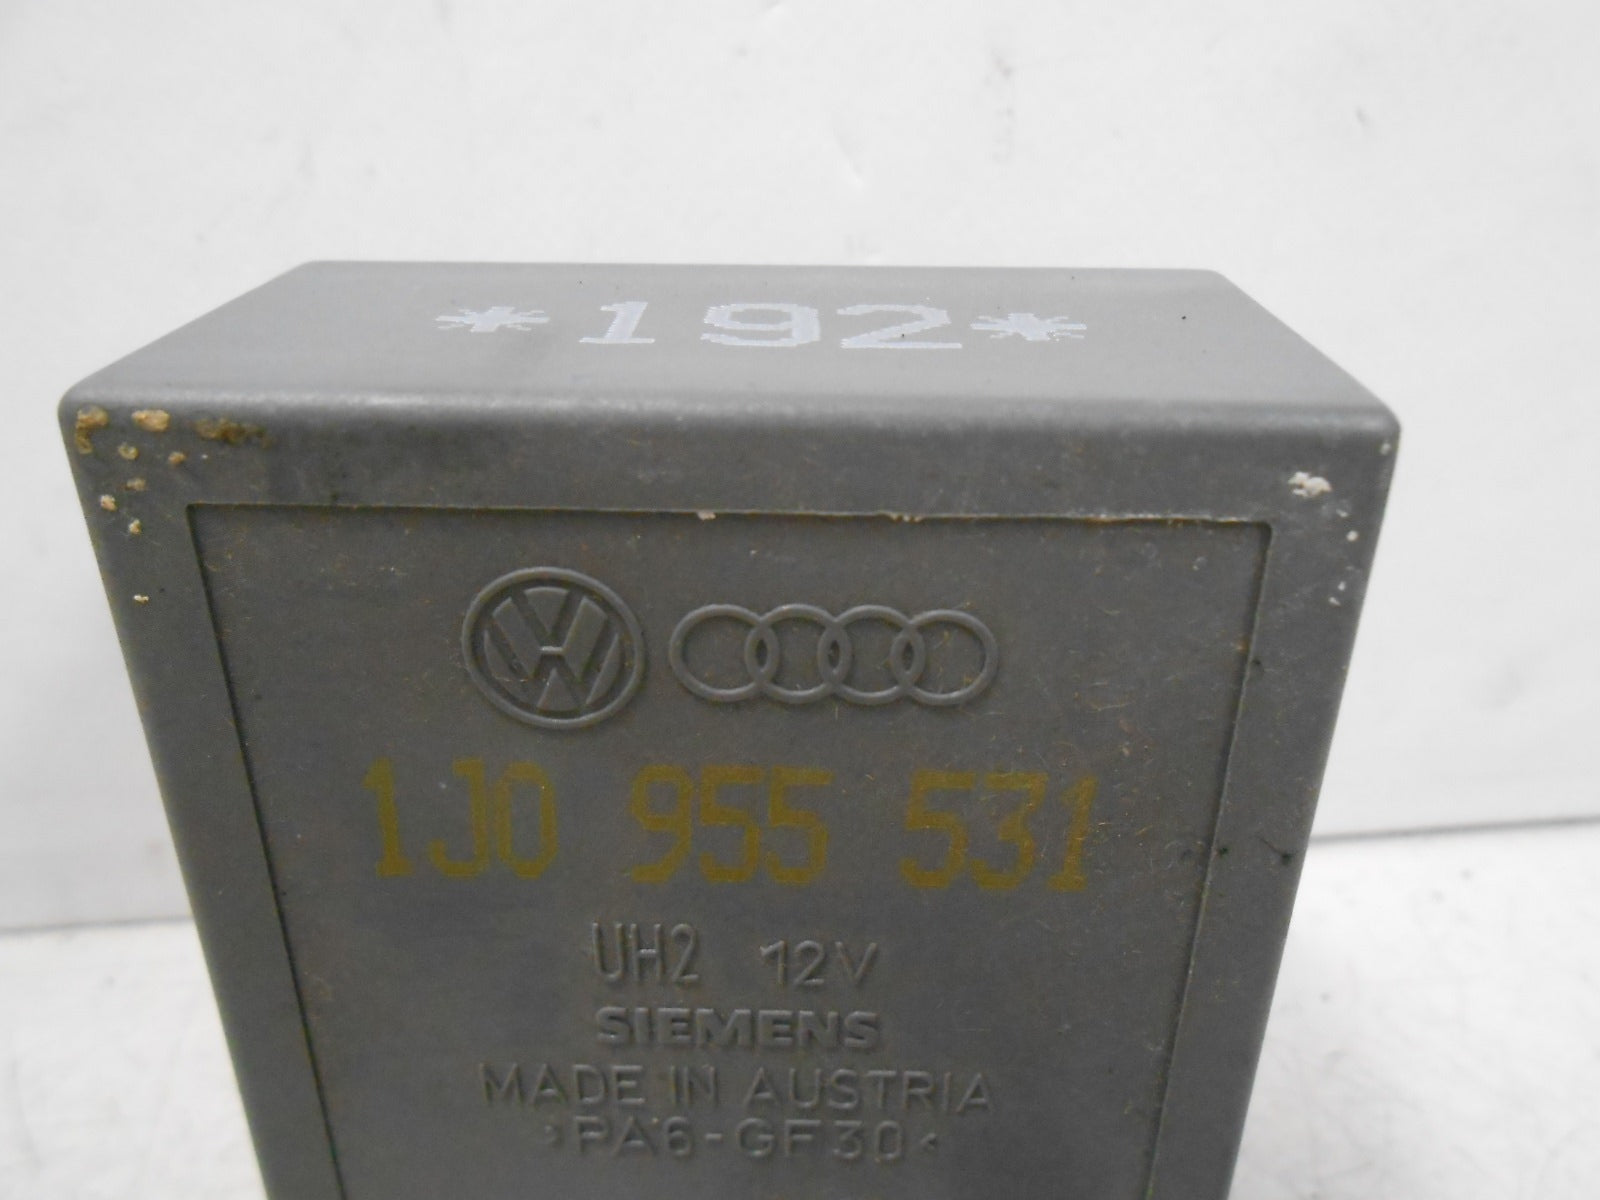 *192*
1J0 955 531
UH2 12V
SIEMENS
MADE IN AUSTRIA
>PA6-GF30<